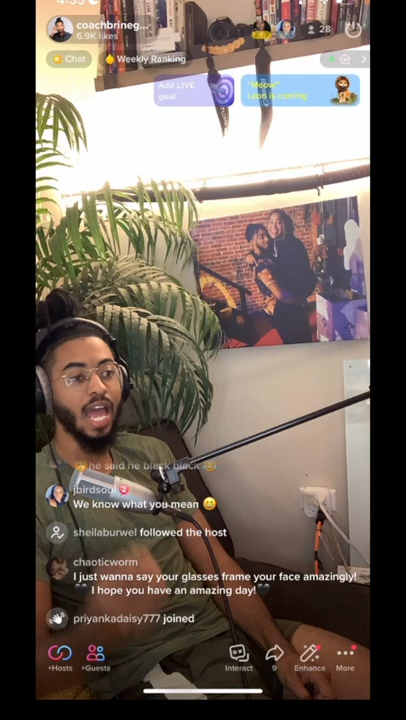 coachbrineg...
6.9K likes
28
Chat
Weekly Ranking
Add LIVE
goal
"Meow"
Leon is coming
he said he black black
jbirdsoul
We know what you mean
sheilaburwel followed the host
chaoticworm
I just wanna say your glasses frame your face amazingly!
I hope you have an amazing day!
priyankadaisy777 joined
+Hosts
+Guests
Interact
9
Enhance
More